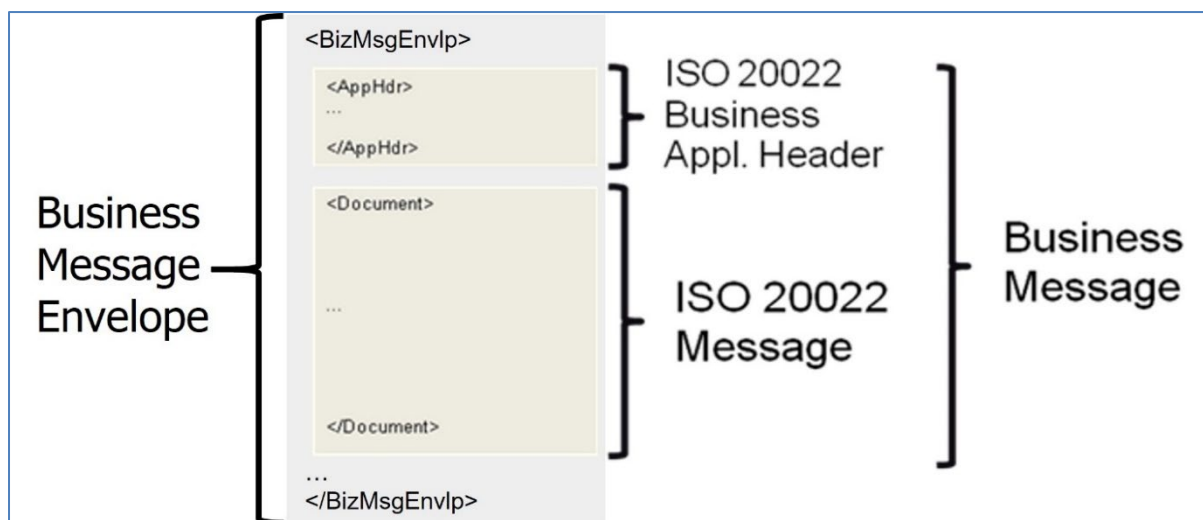 Business
Message
Envelope
<BizMsgEnvlp>
<AppHdr>
...
</AppHdr>
<Document>
...
</Document>
...
</BizMsgEnvlp>
ISO 20022
Business
Appl. Header
ISO 20022
Message
Business
Message